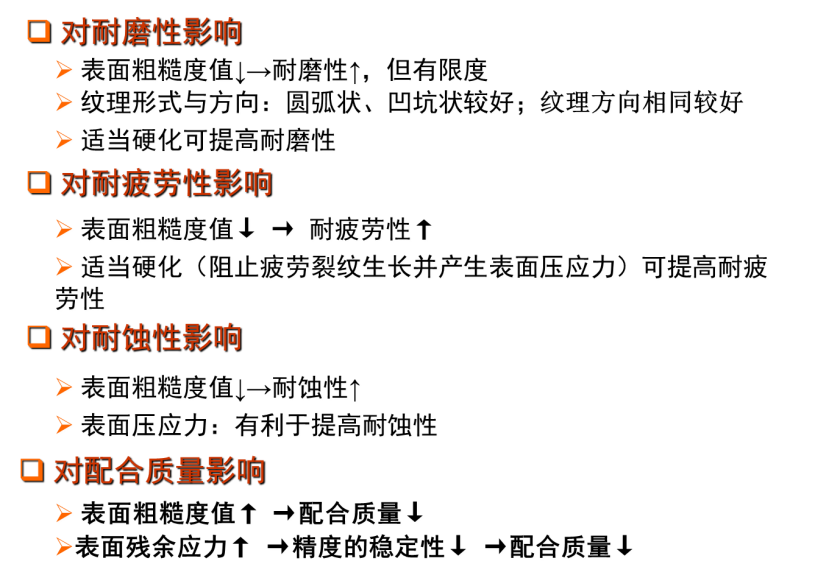 ❑ 对耐磨性影响
➢ 表面粗糙度值↓→耐磨性↑，但有限度
➢ 纹理形式与方向：圆弧状、凹坑状较好；纹理方向相同较好
➢ 适当硬化可提高耐磨性
❑ 对耐疲劳性影响
➢ 表面粗糙度值↓ → 耐疲劳性↑
➢ 适当硬化（阻止疲劳裂纹生长并产生表面压应力）可提高耐疲
劳性
❑ 对耐蚀性影响
➢ 表面粗糙度值↓→耐蚀性↑
➢ 表面压应力：有利于提高耐蚀性
❑ 对配合质量影响
➢ 表面粗糙度值↑ →配合质量↓
➢表面残余应力↑ →精度的稳定性↓ →配合质量↓